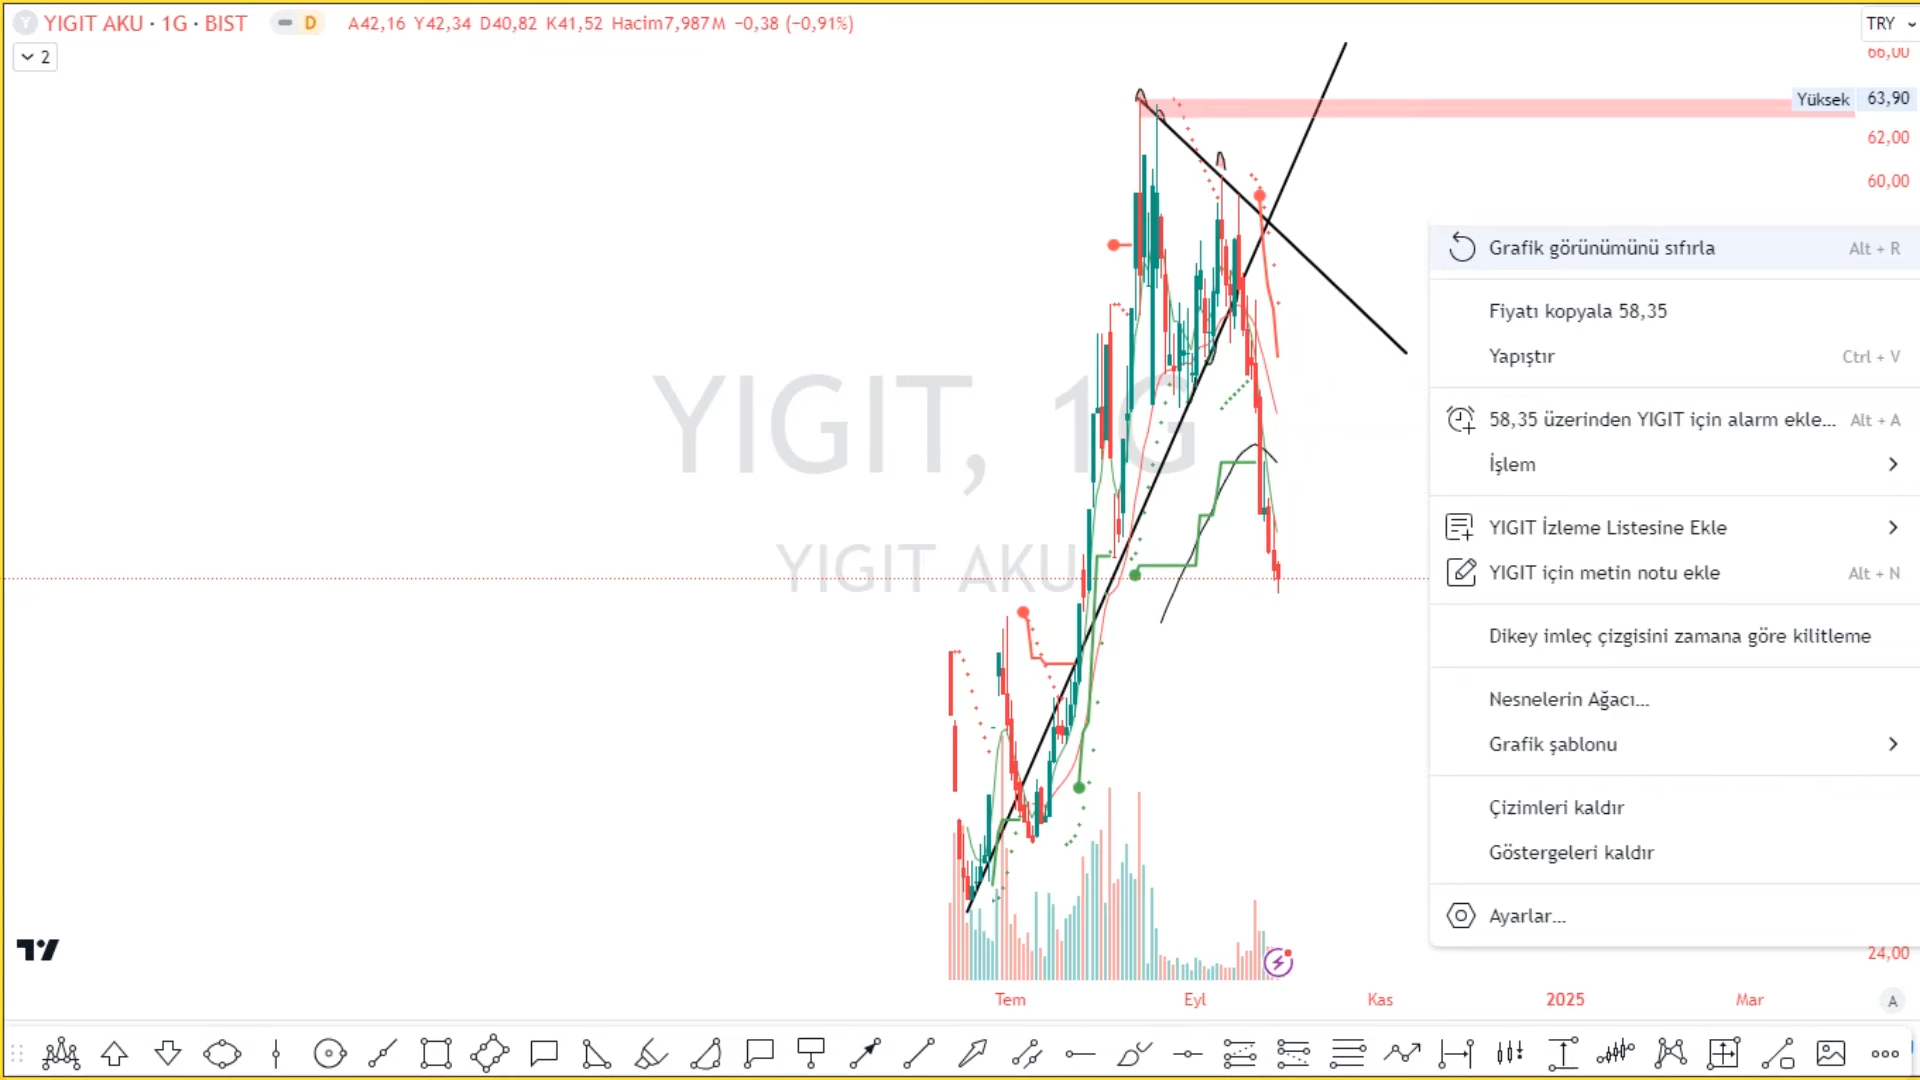 YIGIT AKU · 1G · BIST D A42,16 Y42,34 D40,82 K41,52 Hacim7,987M −0,38 (−0,91%) TRY
2
66,00
Yüksek 63,90
62,00
60,00
Grafik görünümünü sıfırla Alt + R
Fiyatı kopyala 58,35
Yapıştır Ctrl + V
58,35 üzerinden YIGIT için alarm ekle... Alt + A
İşlem
YIGIT, 1G
YIGIT İzleme Listesine Ekle
YIGIT için metin notu ekle Alt + N
YIGIT AKU
Dikey imleç çizgisini zamana göre kilitleme
Nesnelerin Ağacı...
Grafik şablonu
Çizimleri kaldır
Göstergeleri kaldır
Ayarlar...
24,00
Tem Eyl Kas 2025 Mar A